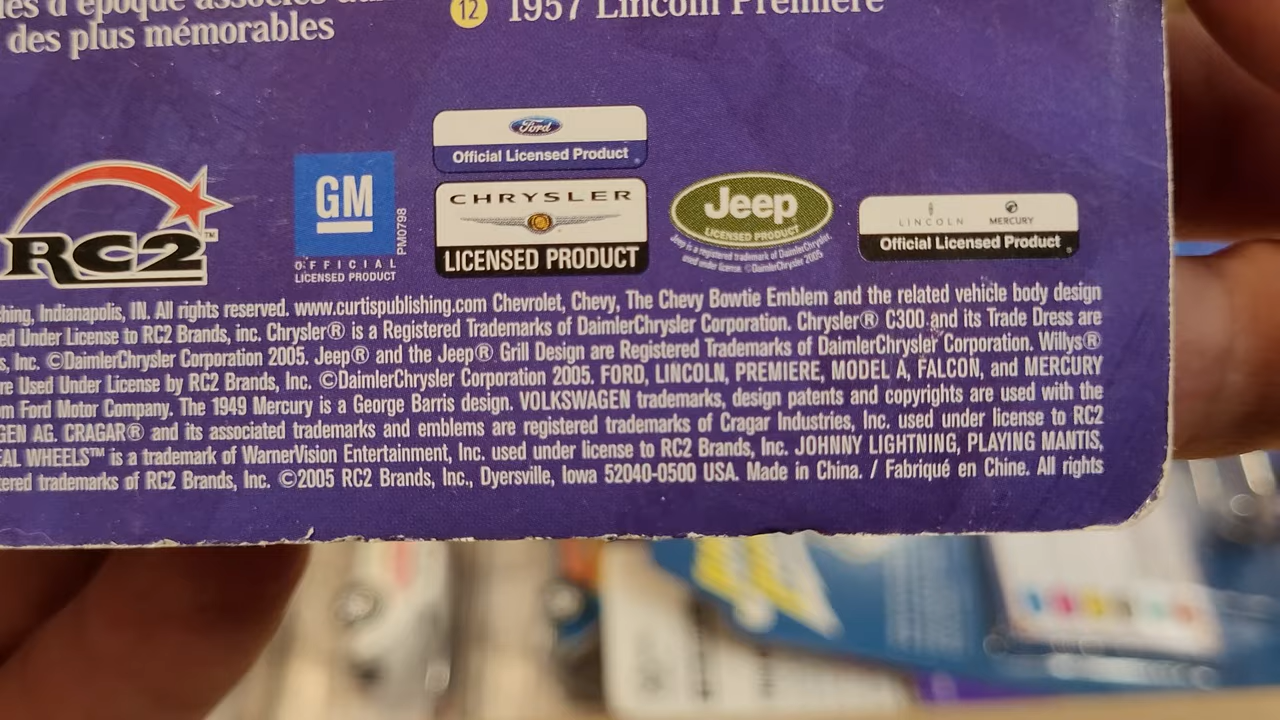 d'époque associés
des plus mémorables
12 1957 Lincoln Premiere
Ford
Official Licensed Product
RC2™
GM
OFFICIAL
LICENSED PRODUCT
PM0798
CHRYSLER
LICENSED PRODUCT
Jeep
LICENSED PRODUCT
Jeep is a registered trademark of DaimlerChrysler,
used under license. ©DaimlerChrysler 2005
LINCOLN MERCURY
Official Licensed Product
Indianapolis, IN. All rights reserved. www.curtispublishing.com Chevrolet, Chevy, The Chevy Bowtie Emblem and the related vehicle body design
Under License to RC2 Brands, inc. Chrysler® is a Registered Trademarks of DaimlerChrysler Corporation. Chrysler® C300 and its Trade Dress are
Inc. ©DaimlerChrysler Corporation 2005. Jeep® and the Jeep® Grill Design are Registered Trademarks of DaimlerChrysler Corporation. Willys®
Used Under License by RC2 Brands, Inc. ©DaimlerChrysler Corporation 2005. FORD, LINCOLN, PREMIERE, MODEL A, FALCON, and MERCURY
Ford Motor Company. The 1949 Mercury is a George Barris design. VOLKSWAGEN trademarks, design patents and copyrights are used with the
AG. CRAGAR® and its associated trademarks and emblems are registered trademarks of Cragar Industries, Inc. used under license to RC2
WHEELS™ is a trademark of WarnerVision Entertainment, Inc. used under license to RC2 Brands, Inc. JOHNNY LIGHTNING, PLAYING MANTIS,
trademarks of RC2 Brands, Inc. ©2005 RC2 Brands, Inc., Dyersville, Iowa 52040-0500 USA. Made in China. / Fabriqué en Chine. All rights